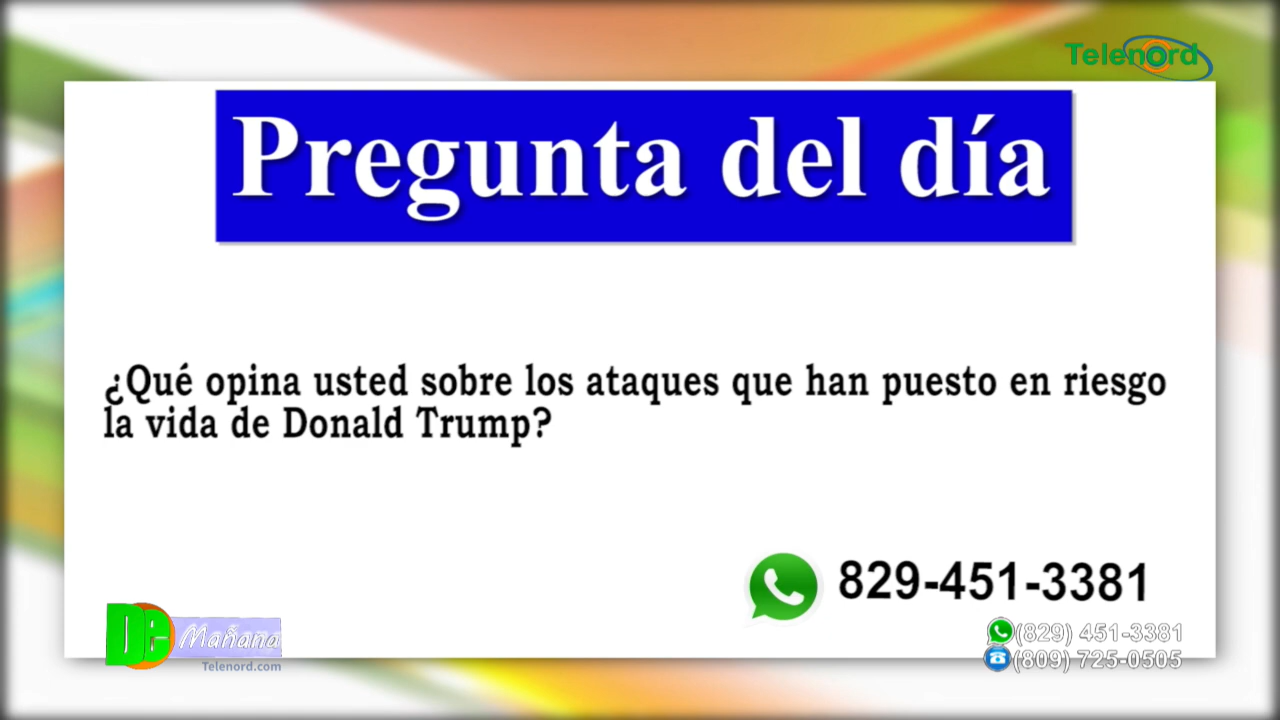 Telenord
Pregunta del día
¿Qué opina usted sobre los ataques que han puesto en riesgo
la vida de Donald Trump?
829-451-3381
De Mañana
Telenord.com
(829) 451-3381
(809) 725-0505